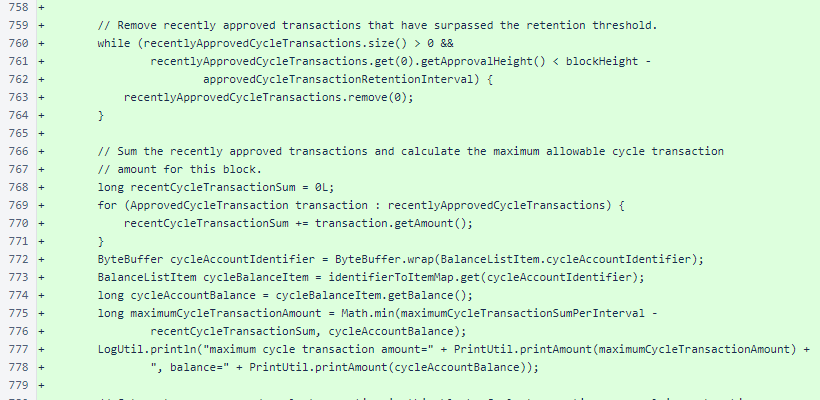 758 +
759 + // Remove recently approved transactions that have surpassed the retention threshold.
760 + while (recentlyApprovedCycleTransactions.size() > 0 &&
761 + recentlyApprovedCycleTransactions.get(0).getApprovalHeight() < blockHeight -
762 + approvedCycleTransactionRetentionInterval) {
763 + recentlyApprovedCycleTransactions.remove(0);
764 + }
765 +
766 + // Sum the recently approved transactions and calculate the maximum allowable cycle transaction
767 + // amount for this block.
768 + long recentCycleTransactionSum = 0L;
769 + for (ApprovedCycleTransaction transaction : recentlyApprovedCycleTransactions) {
770 + recentCycleTransactionSum += transaction.getAmount();
771 + }
772 + ByteBuffer cycleAccountIdentifier = ByteBuffer.wrap(BalanceListItem.cycleAccountIdentifier);
773 + BalanceListItem cycleBalanceItem = identifierToItemMap.get(cycleAccountIdentifier);
774 + long cycleAccountBalance = cycleBalanceItem.getBalance();
775 + long maximumCycleTransactionAmount = Math.min(maximumCycleTransactionSumPerInterval -
776 + recentCycleTransactionSum, cycleAccountBalance);
777 + LogUtil.println("maximum cycle transaction amount=" + PrintUtil.printAmount(maximumCycleTransactionAmount) +
778 + ", balance=" + PrintUtil.printAmount(cycleAccountBalance));
779 +